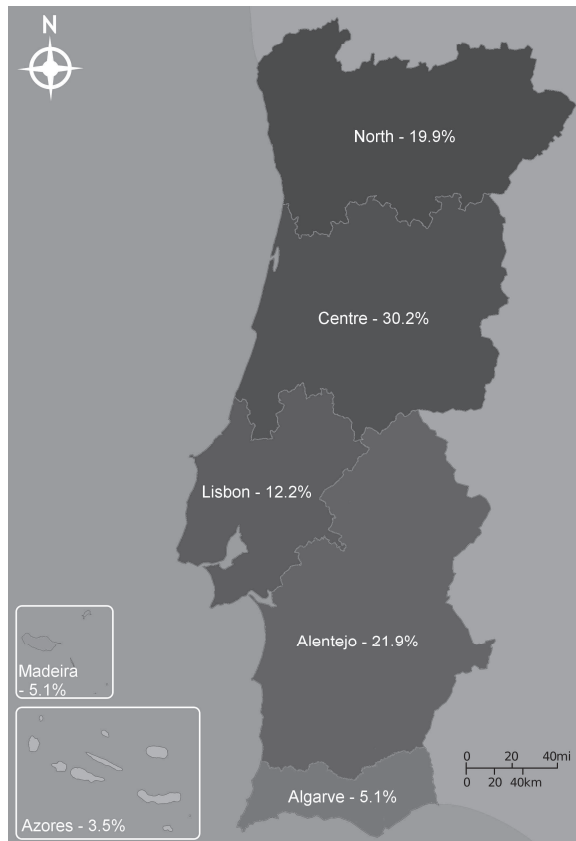 N
North - 19.9%
Centre - 30.2%
Lisbon - 12.2%
Alentejo - 21.9%
Madeira
- 5.1%
Azores - 3.5%
Algarve - 5.1%
0 20 40mi
0 20 40km